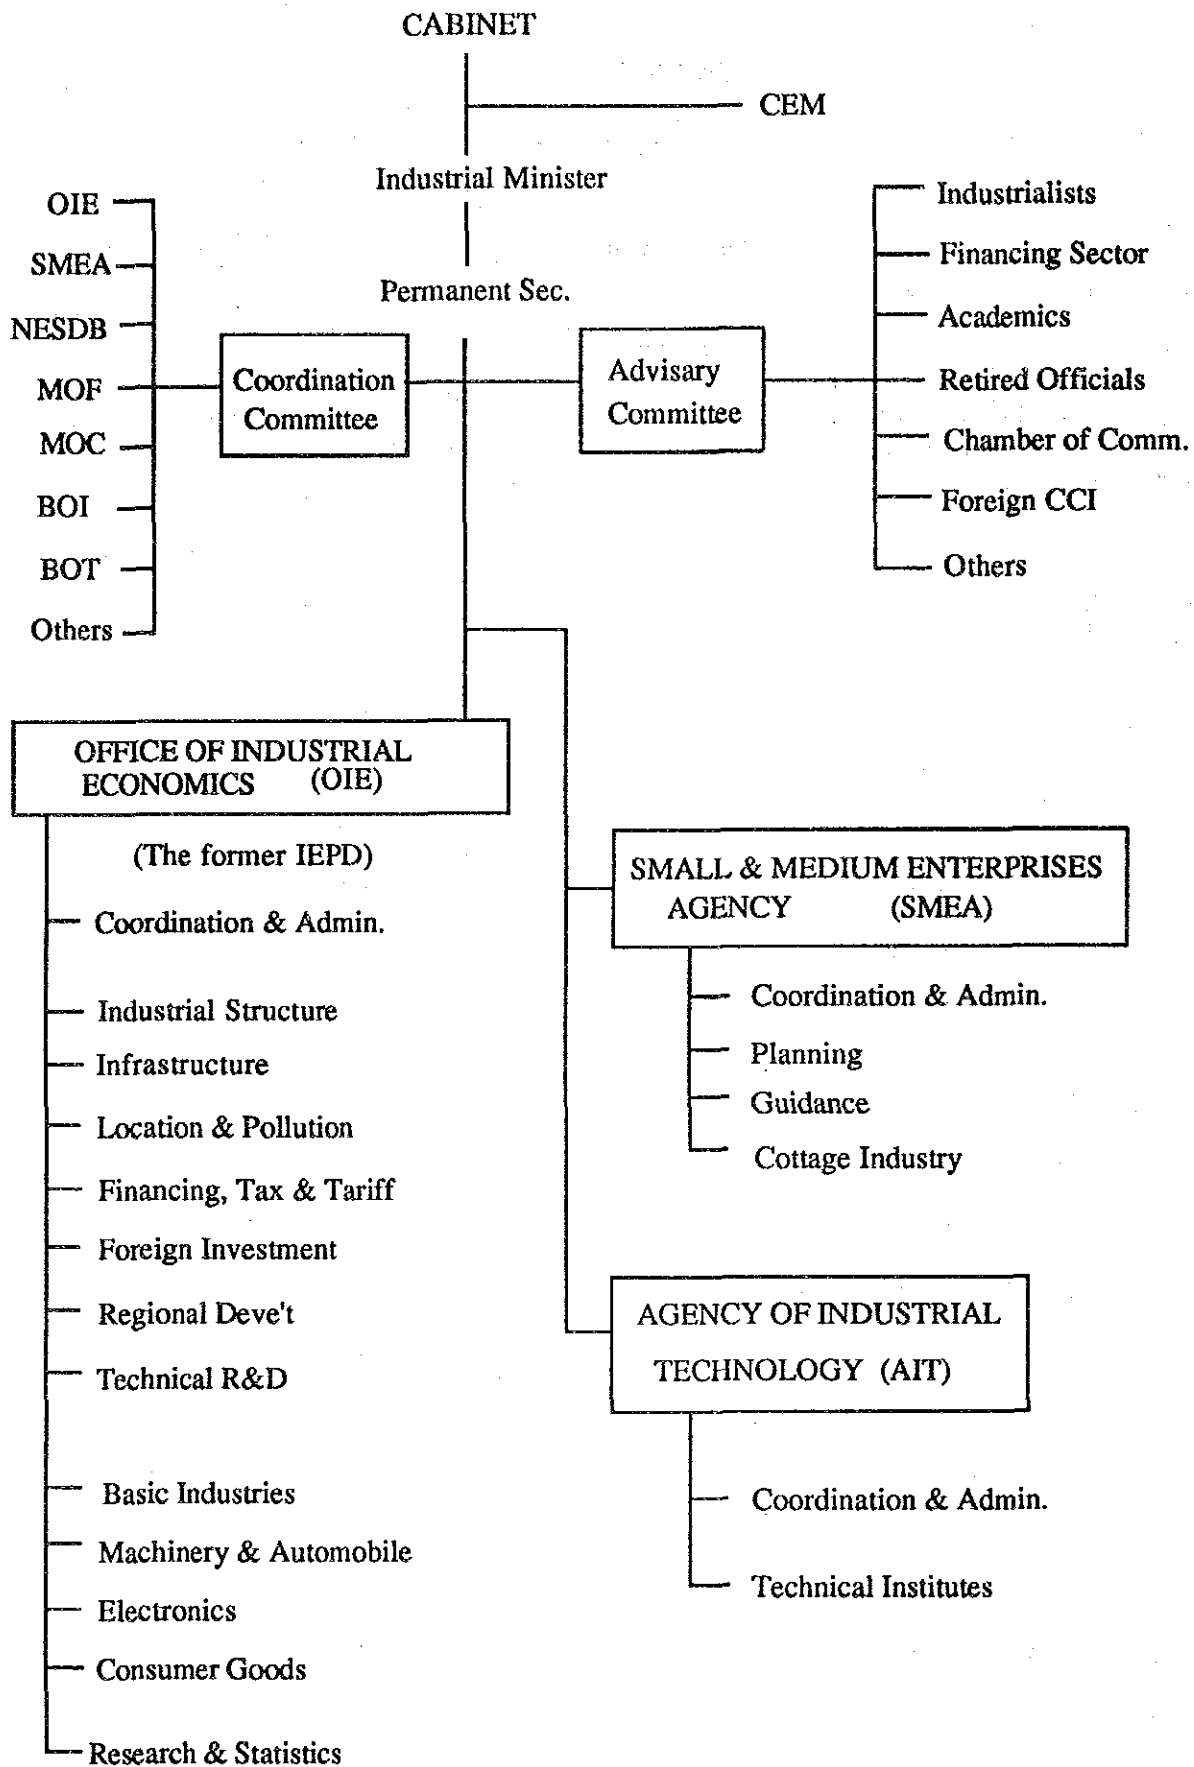 CABINET
CEM
Industrial Minister
Permanent Sec.
OIE
SMEA
NESDB
MOF
MOC
BOI
BOT
Others
Coordination
Committee
Advisary
Committee
Industrialists
Financing Sector
Academics
Retired Officials
Chamber of Comm.
Foreign CCI
Others
OFFICE OF INDUSTRIAL
ECONOMICS (OIE)
(The former IEPD)
Coordination & Admin.
Industrial Structure
Infrastructure
Location & Pollution
Financing, Tax & Tariff
Foreign Investment
Regional Deve't
Technical R&D
Basic Industries
Machinery & Automobile
Electronics
Consumer Goods
Research & Statistics
SMALL & MEDIUM ENTERPRISES
AGENCY (SMEA)
Coordination & Admin.
Planning
Guidance
Cottage Industry
AGENCY OF INDUSTRIAL
TECHNOLOGY (AIT)
Coordination & Admin.
Technical Institutes